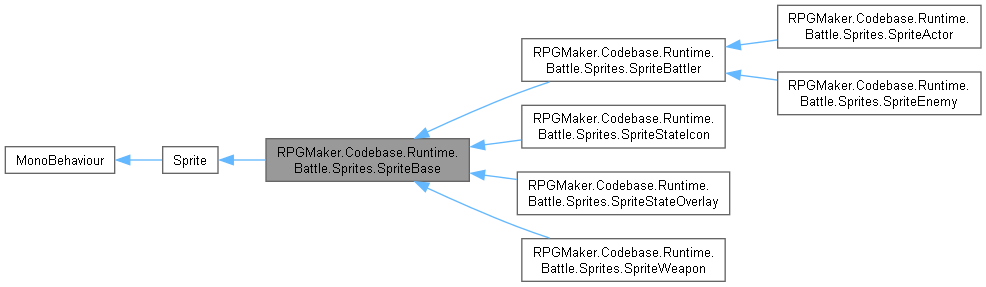 MonoBehaviour
Sprite
RPGMaker.Codebase.Runtime.
Battle.Sprites.SpriteBase
RPGMaker.Codebase.Runtime.
Battle.Sprites.SpriteBattler
RPGMaker.Codebase.Runtime.
Battle.Sprites.SpriteActor
RPGMaker.Codebase.Runtime.
Battle.Sprites.SpriteEnemy
RPGMaker.Codebase.Runtime.
Battle.Sprites.SpriteStateIcon
RPGMaker.Codebase.Runtime.
Battle.Sprites.SpriteStateOverlay
RPGMaker.Codebase.Runtime.
Battle.Sprites.SpriteWeapon